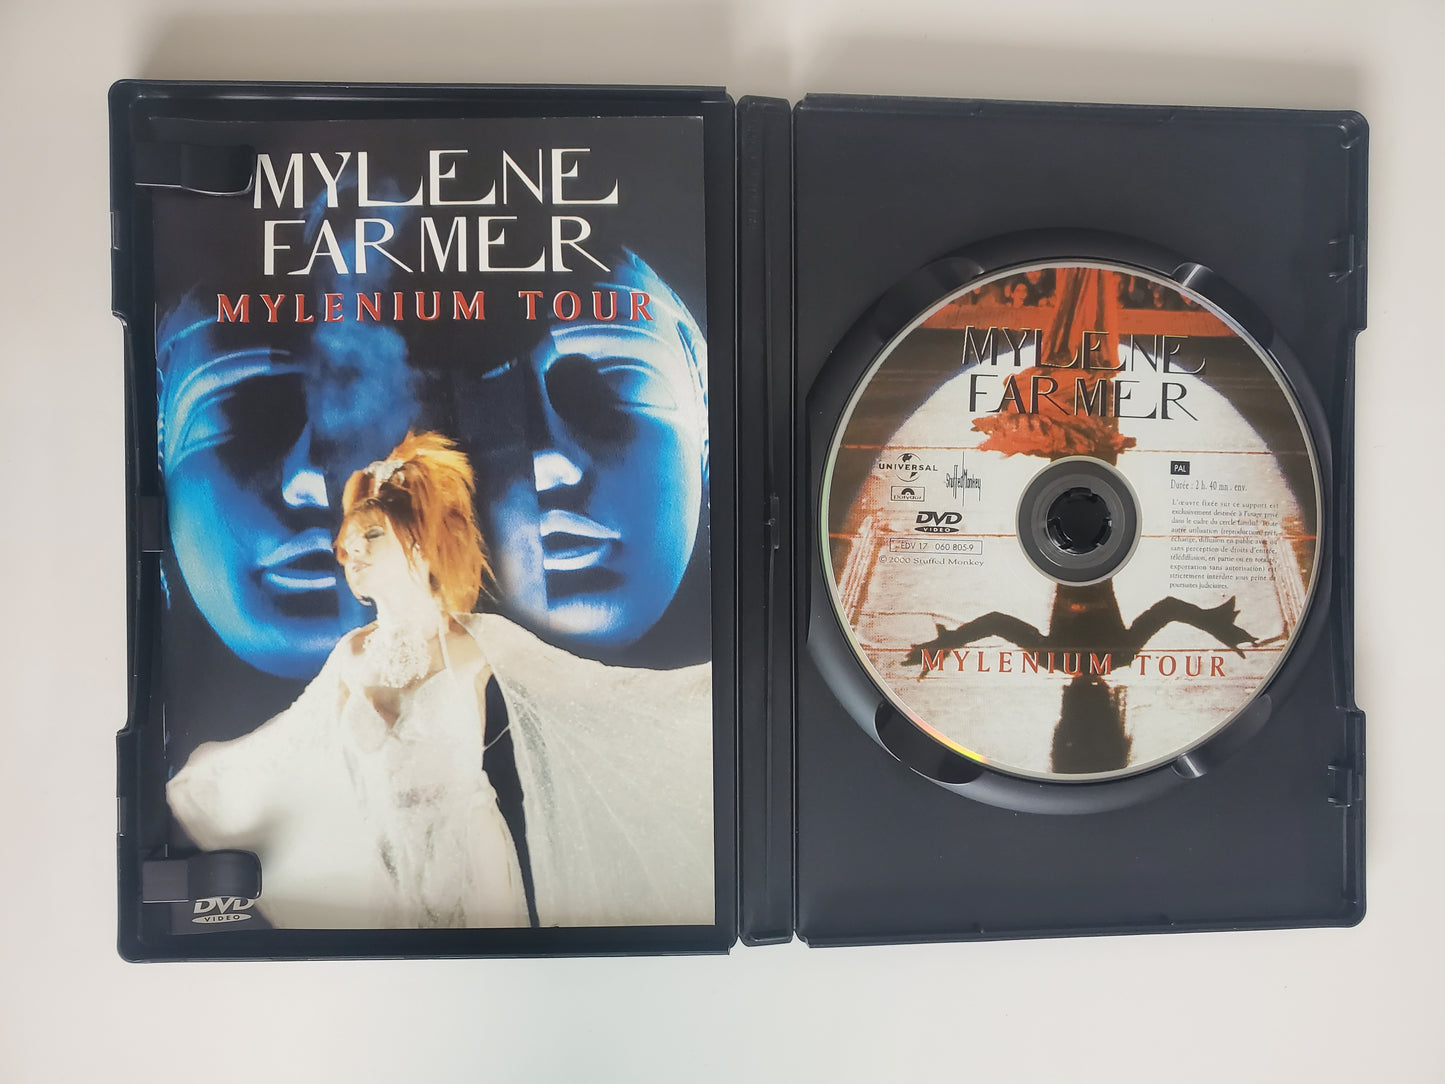 MYLENE
FARMER
MYLENIUM TOUR
DVD
VIDEO
MYLENE
FARMER
UNIVERSAL
Stuffed Monkey
Polydor
DVD
VIDEO
EDV 17 060 805-9
© 2000 Stuffed Monkey
PAL
Durée : 2 h. 40 mn . env.
L'œuvre fixée sur ce support est
exclusivement destinée à l'usage privé
dans le cadre du cercle familial. Toute
autre utilisation (reproduction, prêt,
échange, diffusion en public avec ou
sans perception de droits d'entrée,
télédiffusion, en partie ou en totalité,
exportation sans autorisation) est
strictement interdite sous peine de
poursuites judiciaires.
MYLENIUM TOUR